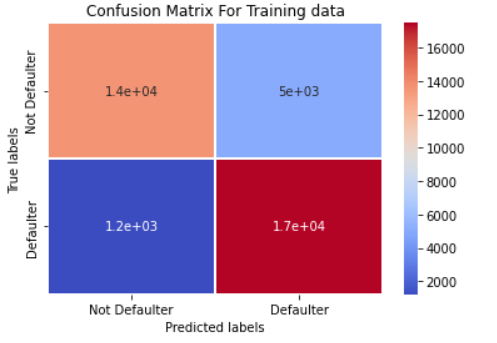 Confusion Matrix For Training data
Not Defaulter
1.4e+04
5e+03
Defaulter
1.2e+03
1.7e+04
True labels
Not Defaulter
Defaulter
Predicted labels
16000
14000
12000
10000
8000
6000
4000
2000